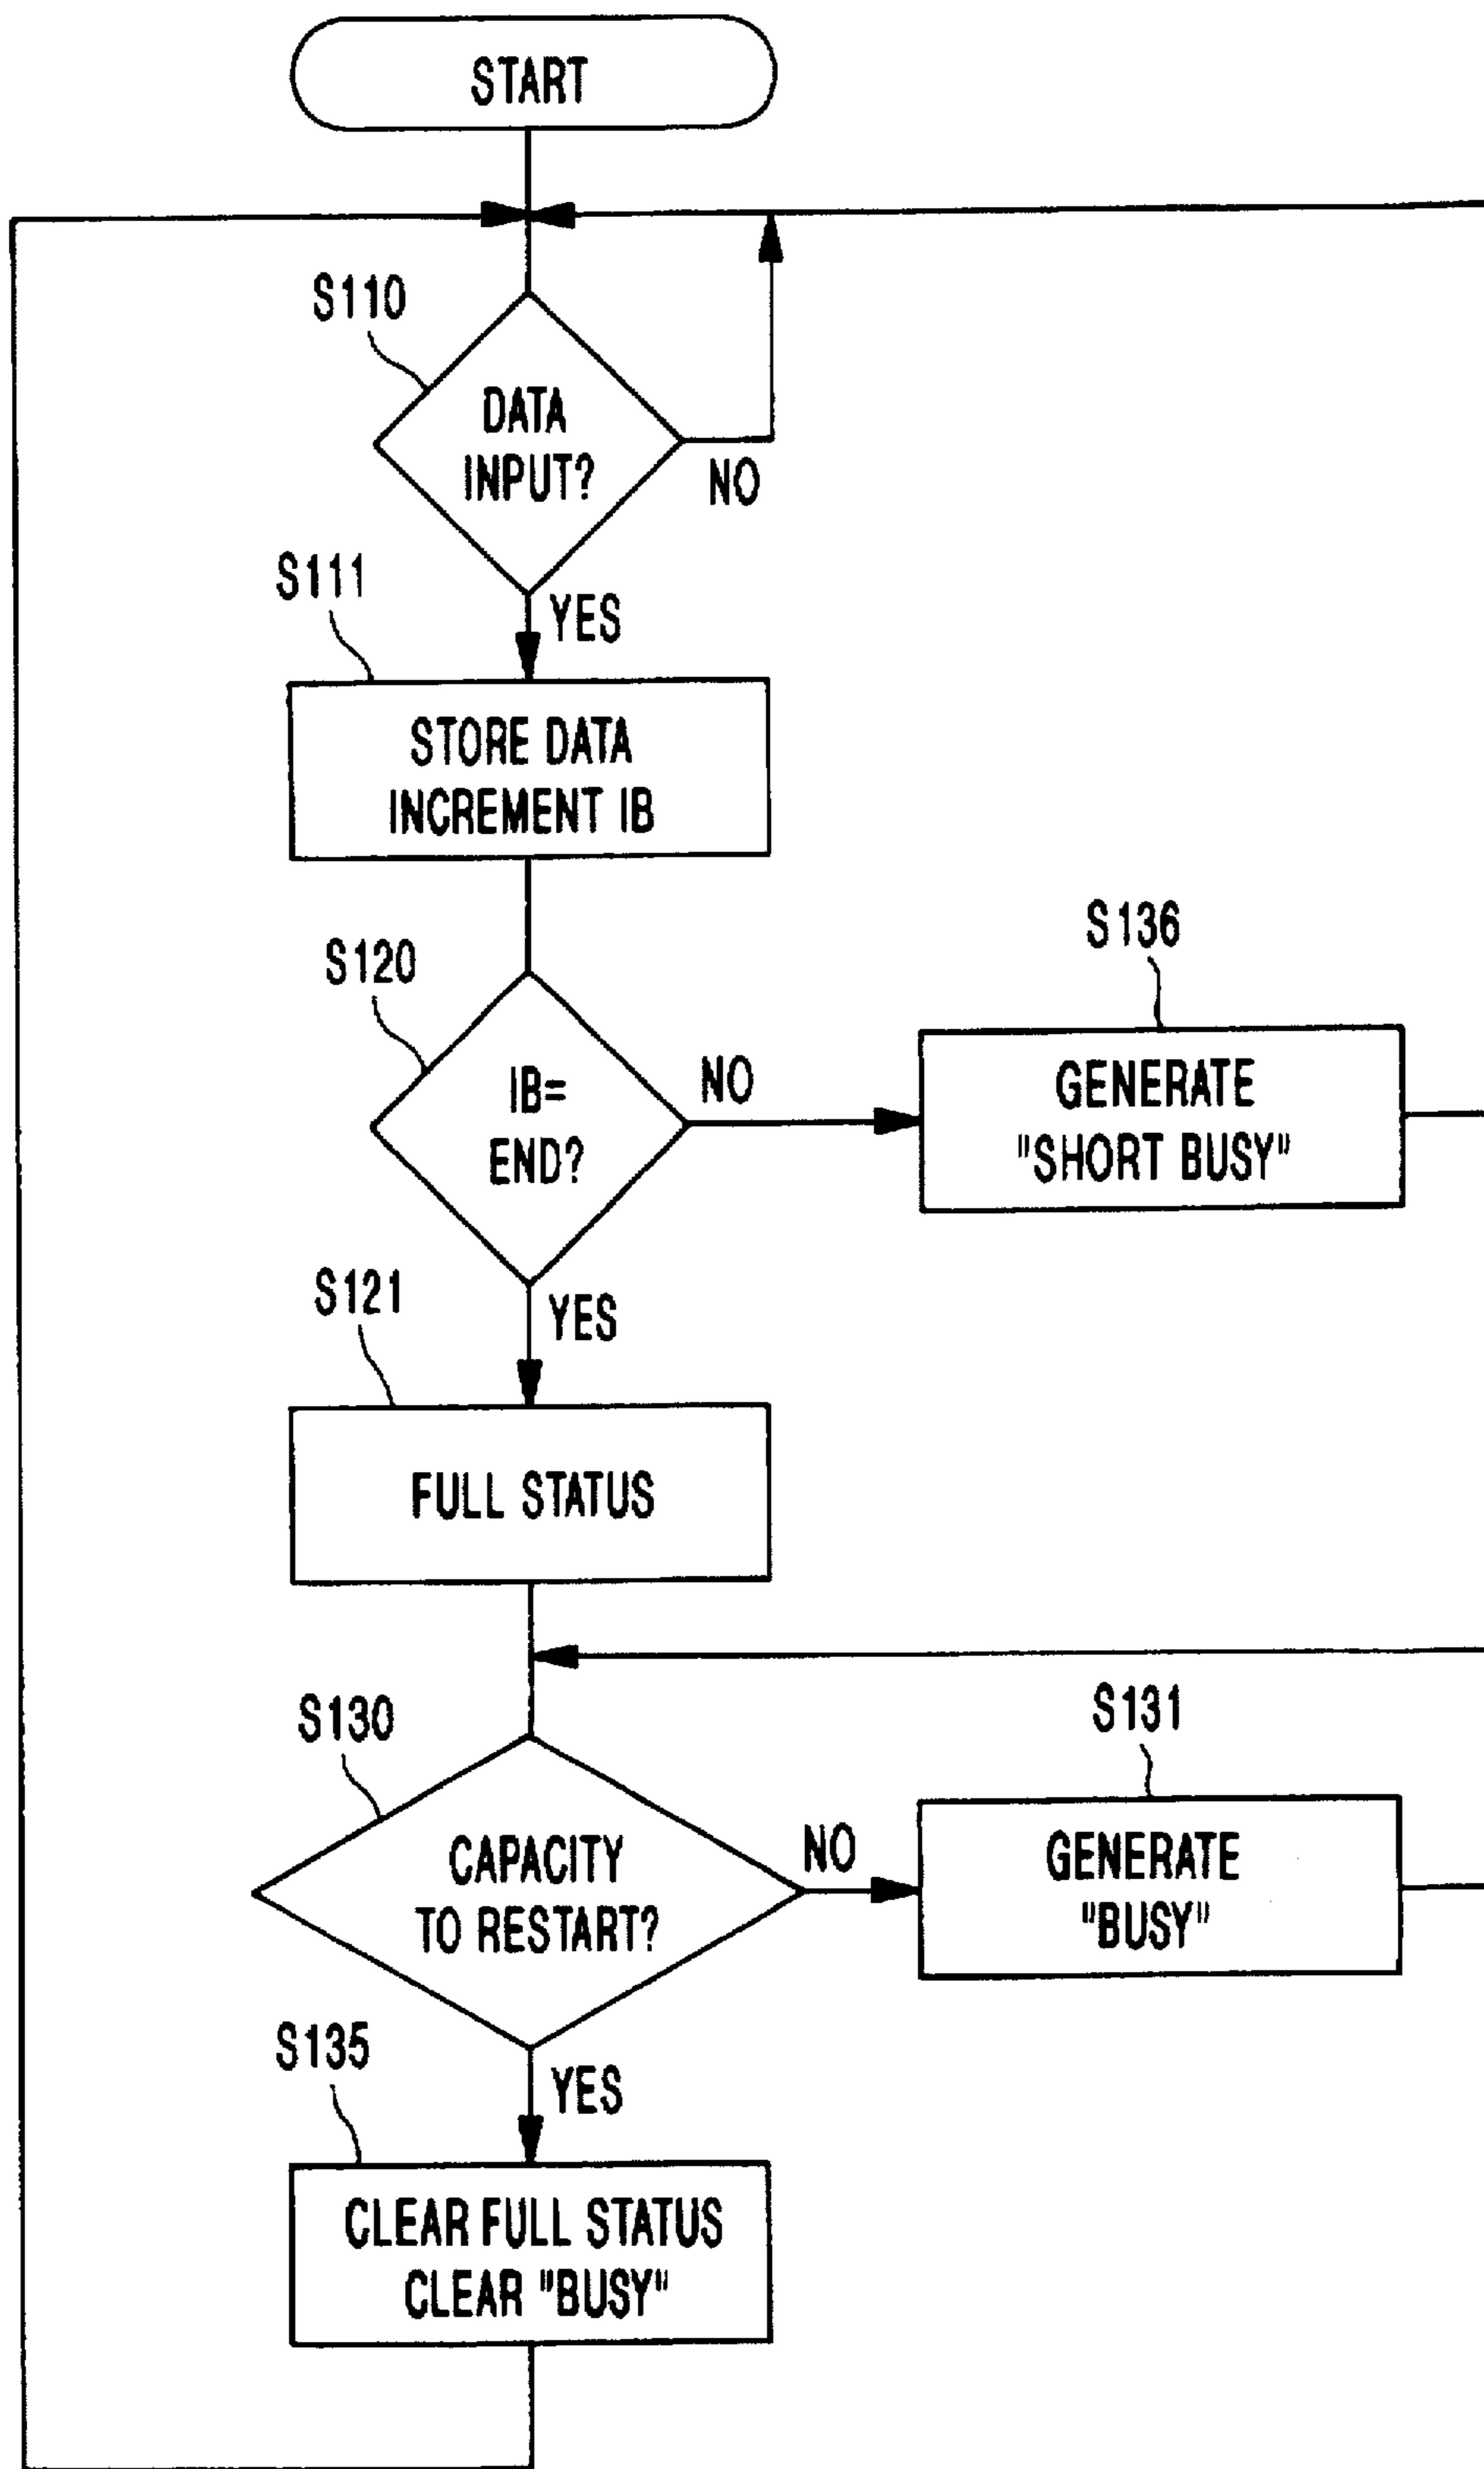 START
S110
DATA
INPUT?
NO
S111
YES
STORE DATA
INCREMENT IB
S120
IB=
END?
NO
S136
GENERATE
"SHORT BUSY"
S121
YES
FULL STATUS
S130
CAPACITY
TO RESTART?
NO
S131
GENERATE
"BUSY"
S135
YES
CLEAR FULL STATUS
CLEAR "BUSY"